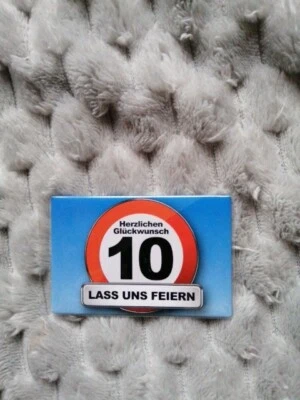 Herzlichen
Glückwunsch
10
LASS UNS FEIERN